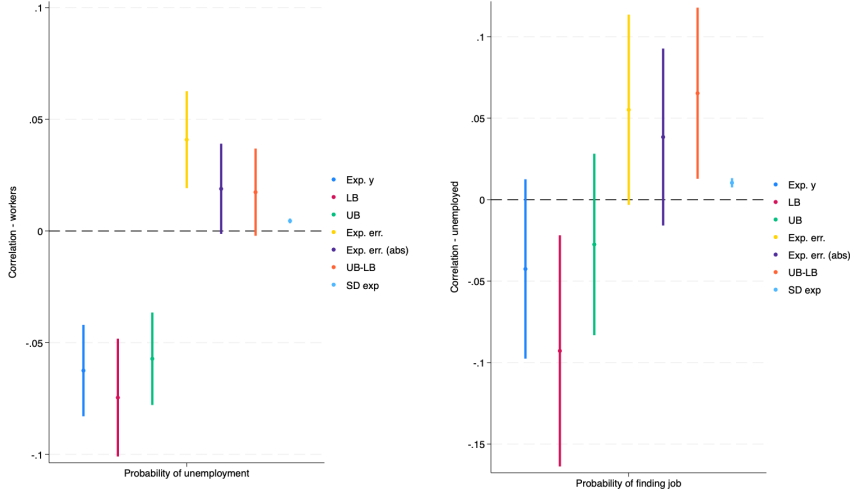 .1
.05
0
-.05
-.1
Correlation - workers
Probability of unemployment
Exp. y
LB
UB
Exp. err.
Exp. err. (abs)
UB-LB
SD exp
.1
.05
0
-.05
-.1
-.15
Correlation - unemployed
Probability of finding job
Exp. y
LB
UB
Exp. err.
Exp. err. (abs)
UB-LB
SD exp